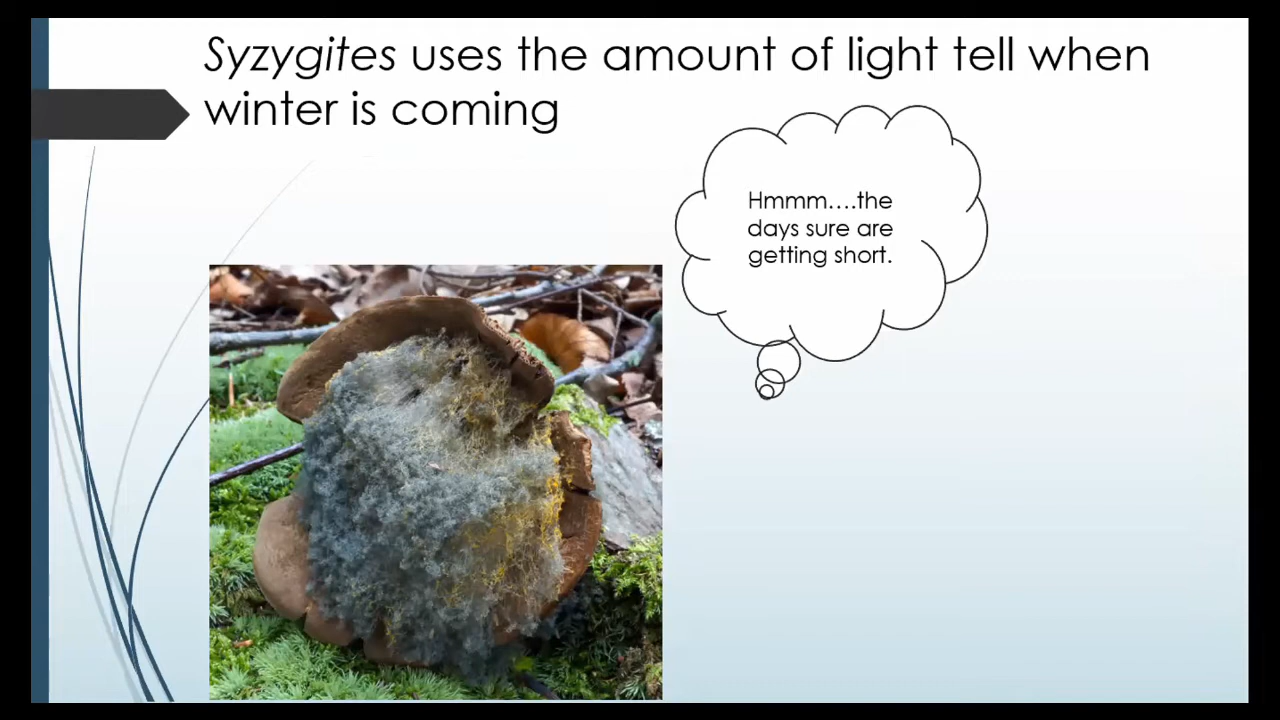 Syzygites uses the amount of light tell when
winter is coming
Hmmm....the
days sure are
getting short.